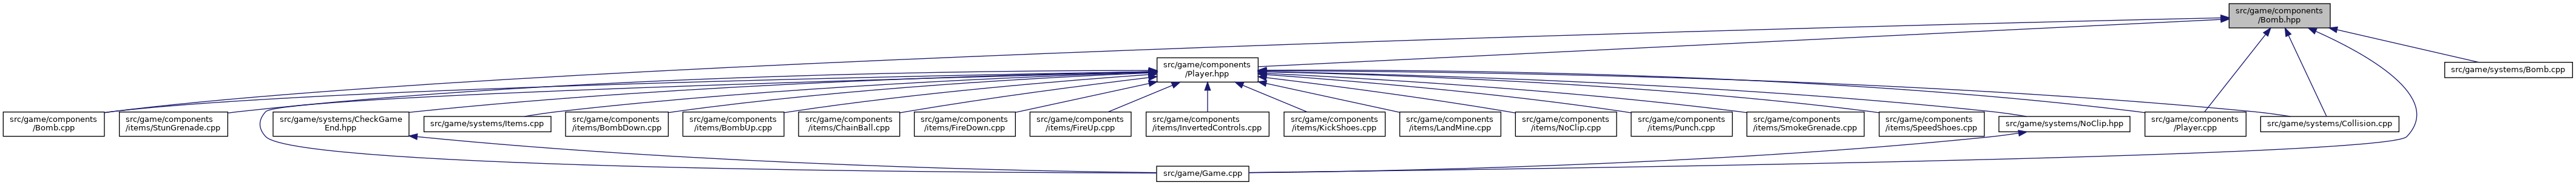 src/game/components
/Bomb.hpp
src/game/components
/Player.hpp
src/game/systems/Bomb.cpp
src/game/components
/Bomb.cpp
src/game/components
/items/StunGrenade.cpp
src/game/systems/CheckGame
End.hpp
src/game/systems/Items.cpp
src/game/components
/items/BombDown.cpp
src/game/components
/items/BombUp.cpp
src/game/components
/items/ChainBall.cpp
src/game/components
/items/FireDown.cpp
src/game/components
/items/FireUp.cpp
src/game/components
/items/InvertedControls.cpp
src/game/components
/items/KickShoes.cpp
src/game/components
/items/LandMine.cpp
src/game/components
/items/NoClip.cpp
src/game/components
/items/Punch.cpp
src/game/components
/items/SmokeGrenade.cpp
src/game/components
/items/SpeedShoes.cpp
src/game/systems/NoClip.hpp
src/game/components
/Player.cpp
src/game/systems/Collision.cpp
src/game/Game.cpp